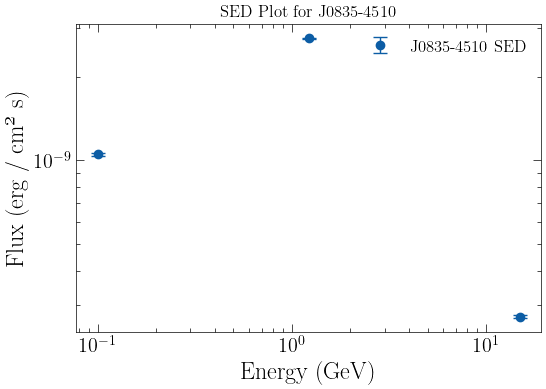 SED Plot for J0835-4510
J0835-4510 SED
Flux (erg / cm² s)
10⁻⁹
10⁻¹ 10⁰ 10¹
Energy (GeV)